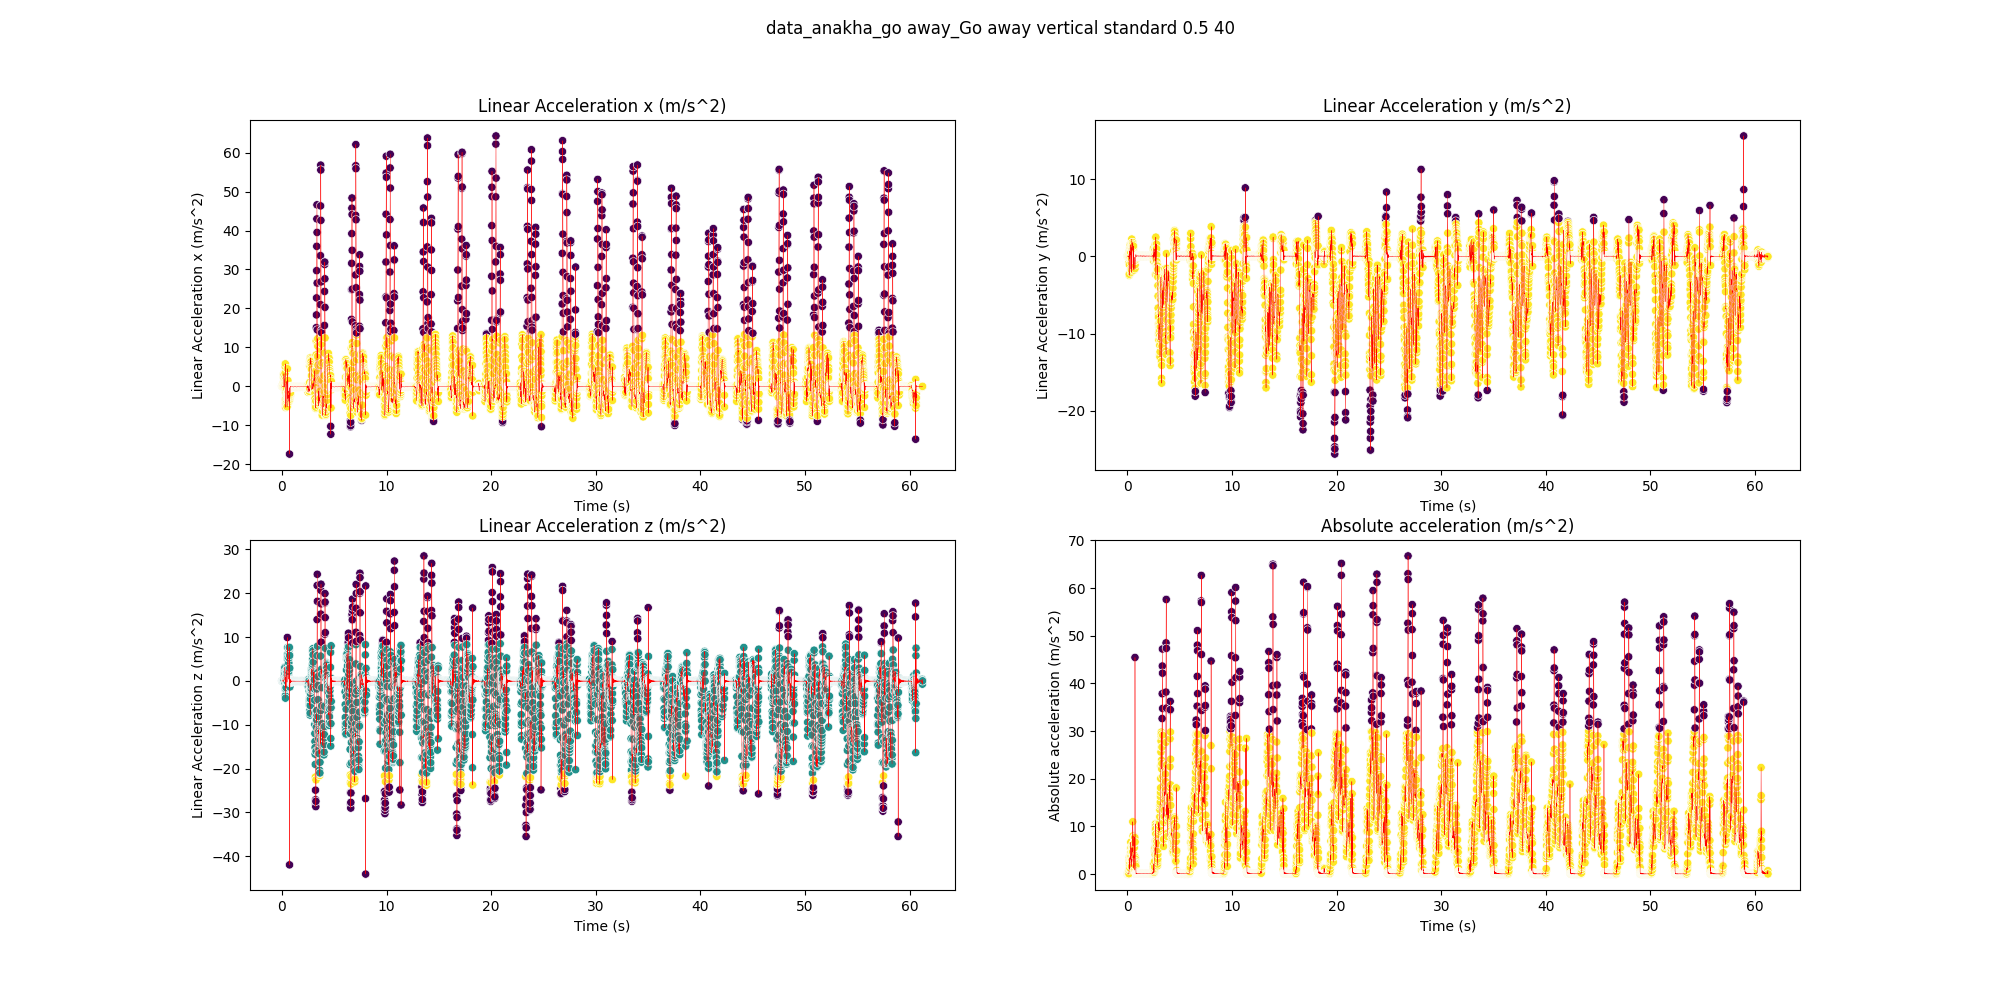 data_anakha_go away_Go away vertical standard 0.5 40
Linear Acceleration x (m/s^2)
Linear Acceleration x (m/s^2)
60
50
40
30
20
10
0
−10
−20
0 10 20 30 40 50 60
Time (s)
Linear Acceleration y (m/s^2)
Linear Acceleration y (m/s^2)
10
0
−10
−20
0 10 20 30 40 50 60
Time (s)
Linear Acceleration z (m/s^2)
Linear Acceleration z (m/s^2)
30
20
10
0
−10
−20
−30
−40
0 10 20 30 40 50 60
Time (s)
Absolute acceleration (m/s^2)
Absolute acceleration (m/s^2)
70
60
50
40
30
20
10
0
0 10 20 30 40 50 60
Time (s)